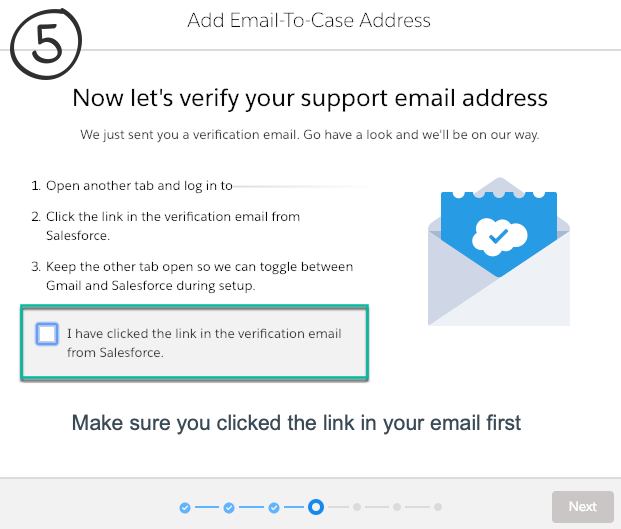 Add Email-To-Case Address
5
Now let's verify your support email address
We just sent you a verification email. Go have a look and we'll be on our way.
1. Open another tab and log in to
2. Click the link in the verification email from
Salesforce.
3. Keep the other tab open so we can toggle between
Gmail and Salesforce during setup.
I have clicked the link in the verification email
from Salesforce.
Make sure you clicked the link in your email first
Next